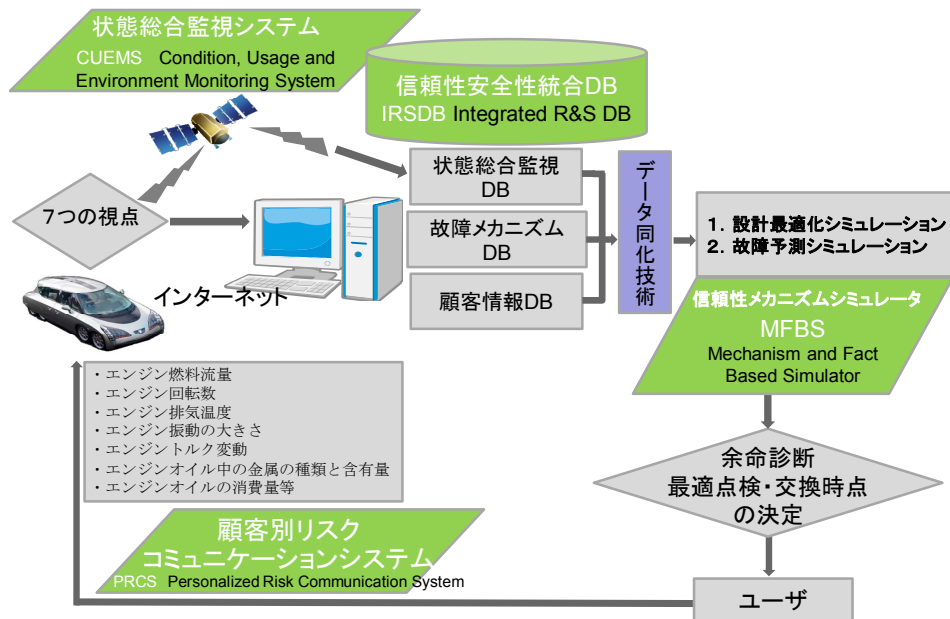 状態総合監視システム
CUEMS Condition, Usage and
Environment Monitoring System
信頼性安全性統合DB
IRSDB Integrated R&S DB
7つの視点
インターネット
状態総合監視
DB
故障メカニズム
DB
顧客情報DB
データ同化技術
1. 設計最適化シミュレーション
2. 故障予測シミュレーション
信頼性メカニズムシミュレータ
MFBS
Mechanism and Fact
Based Simulator
・エンジン燃料流量
・エンジン回転数
・エンジン排気温度
・エンジン振動の大きさ
・エンジントルク変動
・エンジンオイル中の金属の種類と含有量
・エンジンオイルの消費量等
余命診断
最適点検・交換時点
の決定
顧客別リスク
コミュニケーションシステム
PRCS Personalized Risk Communication System
ユーザ